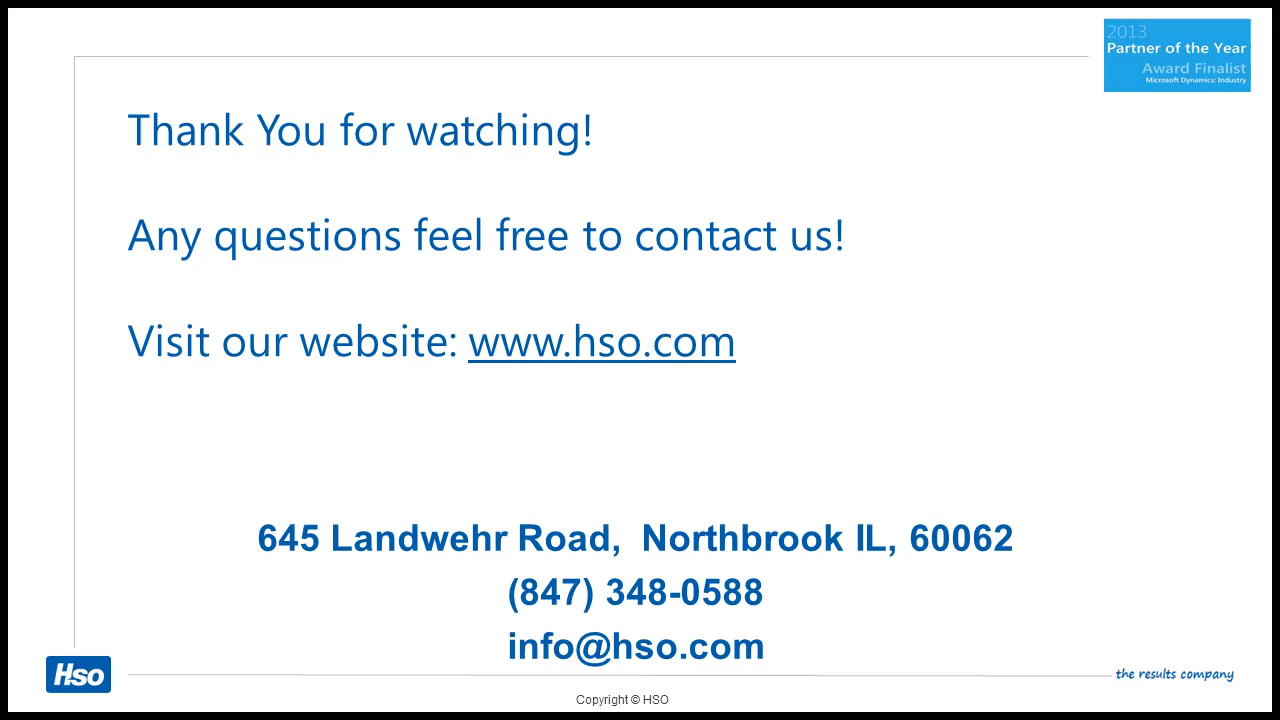 2013
Partner of the Year
Award Finalist
Microsoft Dynamics: Industry
Thank You for watching!
Any questions feel free to contact us!
Visit our website: www.hso.com
645 Landwehr Road,  Northbrook IL, 60062
(847) 348-0588
info@hso.com
Hso
the results company
Copyright © HSO